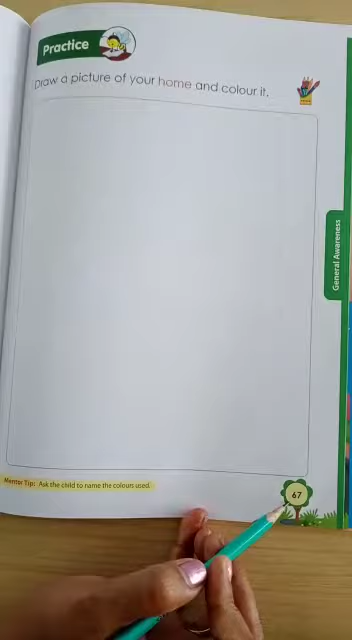 Practice
Draw a picture of your home and colour it.
General Awareness
Mentor Tip: Ask the child to name the colours used.
67